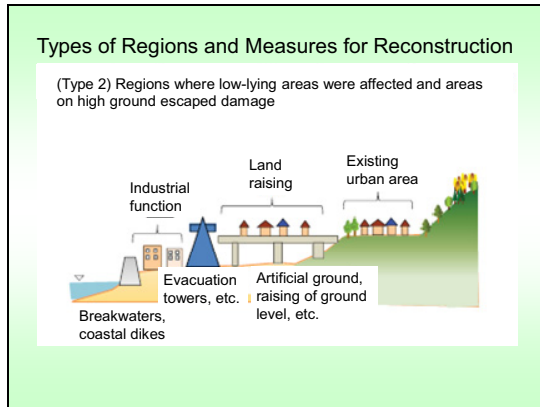 Types of Regions and Measures for Reconstruction
(Type 2) Regions where low-lying areas were affected and areas
on high ground escaped damage
Industrial
function
Land
raising
Existing
urban area
Evacuation
towers, etc.
Artificial ground,
raising of ground
level, etc.
Breakwaters,
coastal dikes